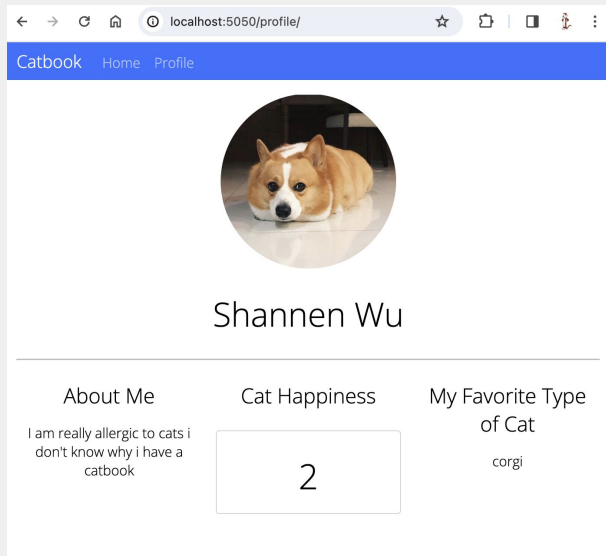 localhost:5050/profile/
Catbook Home Profile
Shannen Wu
About Me
I am really allergic to cats i
don't know why i have a
catbook
Cat Happiness
2
My Favorite Type
of Cat
corgi